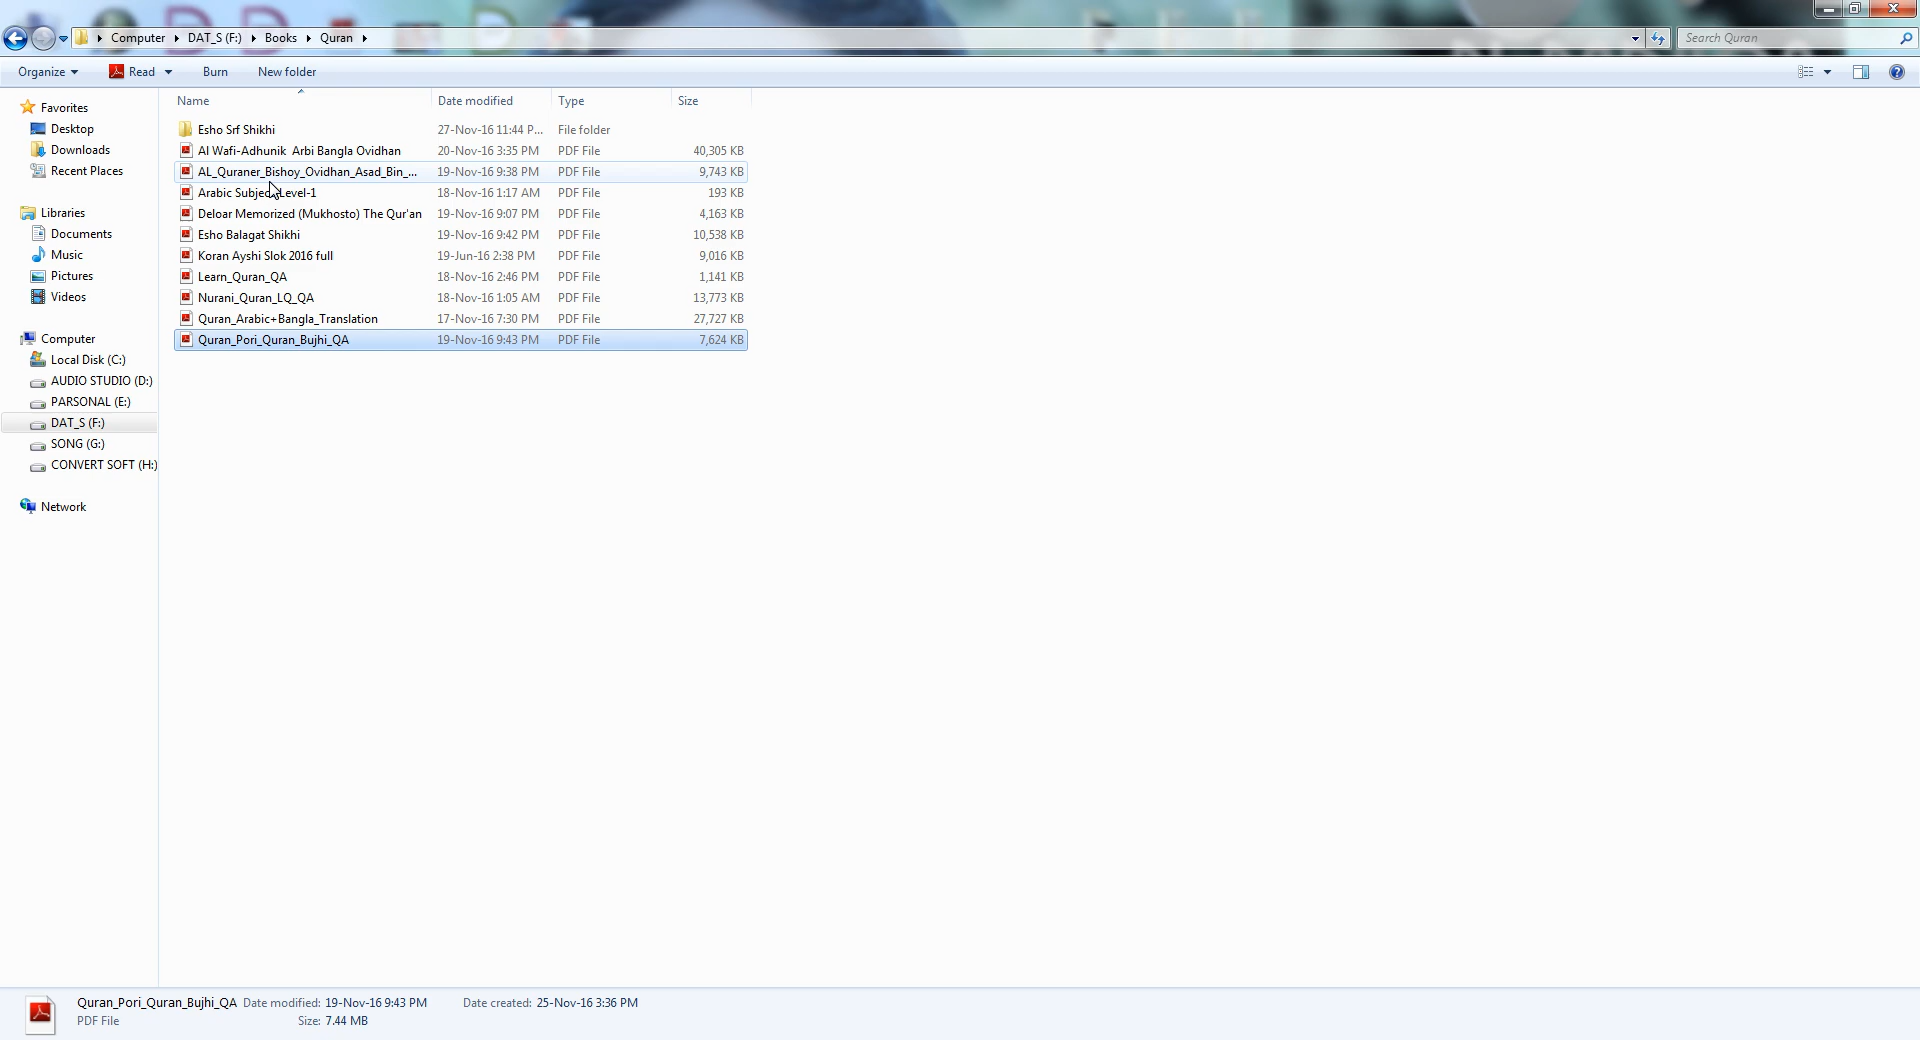 Computer DAT_S (F:) Books Quran Search Quran
Organize Read Burn New folder
Name Date modified Type Size
Favorites
Desktop
Downloads
Recent Places
Libraries
Documents
Music
Pictures
Videos
Computer
Local Disk (C:)
AUDIO STUDIO (D:)
PARSONAL (E:)
DAT_S (F:)
SONG (G:)
CONVERT SOFT (H:)
Network
Esho Srf Shikhi 27-Nov-16 11:44 P... File folder
Al Wafi-Adhunik Arbi Bangla Ovidhan 20-Nov-16 3:35 PM PDF File 40,305 KB
AL_Quraner_Bishoy_Ovidhan_Asad_Bin_... 19-Nov-16 9:38 PM PDF File 9,743 KB
Arabic Subject Level-1 18-Nov-16 1:17 AM PDF File 193 KB
Deloar Memorized (Mukhosto) The Qur'an 19-Nov-16 9:07 PM PDF File 4,163 KB
Esho Balagat Shikhi 19-Nov-16 9:42 PM PDF File 10,538 KB
Koran Ayshi Slok 2016 full 19-Jun-16 2:38 PM PDF File 9,016 KB
Learn_Quran_QA 18-Nov-16 2:46 PM PDF File 1,141 KB
Nurani_Quran_LQ_QA 18-Nov-16 1:05 AM PDF File 13,773 KB
Quran_Arabic+Bangla_Translation 17-Nov-16 7:30 PM PDF File 27,727 KB
Quran_Pori_Quran_Bujhi_QA 19-Nov-16 9:43 PM PDF File 7,624 KB
Quran_Pori_Quran_Bujhi_QA Date modified: 19-Nov-16 9:43 PM Date created: 25-Nov-16 3:36 PM
PDF File Size: 7.44 MB